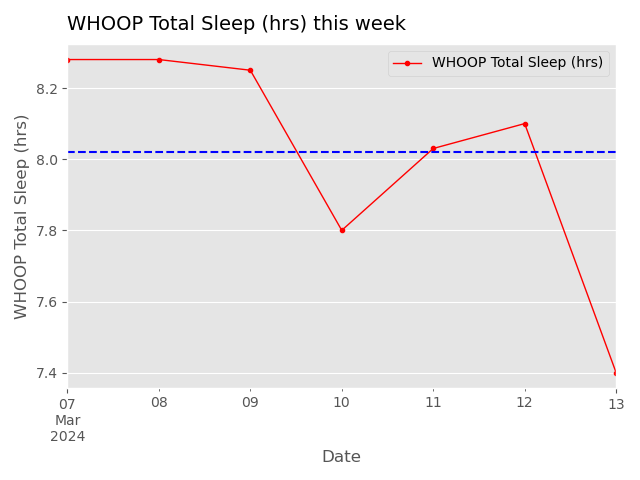 WHOOP Total Sleep (hrs) this week
WHOOP Total Sleep (hrs)
WHOOP Total Sleep (hrs)
8.2
8.0
7.8
7.6
7.4
07 08 09 10 11 12 13
Mar
2024
Date